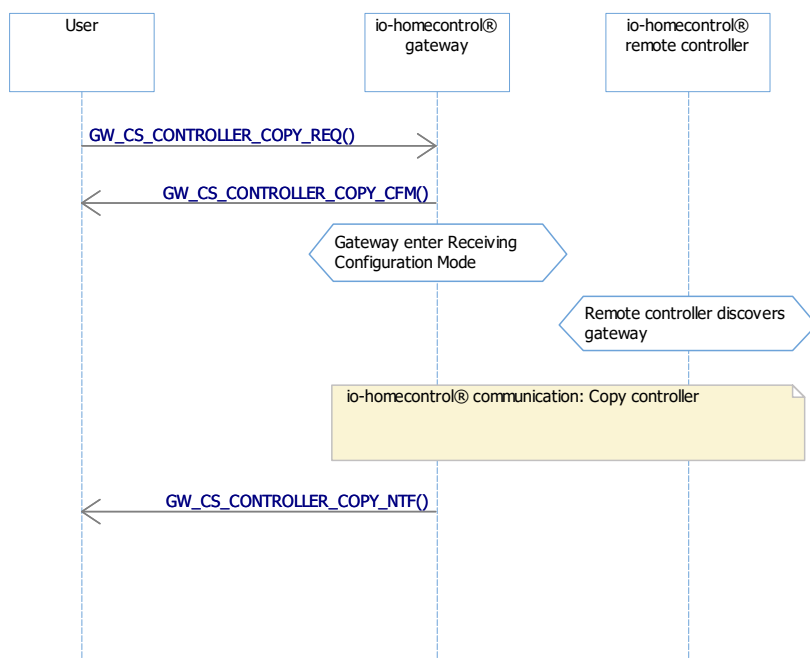 User
io-homecontrol®
gateway
io-homecontrol®
remote controller
GW_CS_CONTROLLER_COPY_REQ()
GW_CS_CONTROLLER_COPY_CFM()
Gateway enter Receiving
Configuration Mode
Remote controller discovers
gateway
io-homecontrol® communication: Copy controller
GW_CS_CONTROLLER_COPY_NTF()